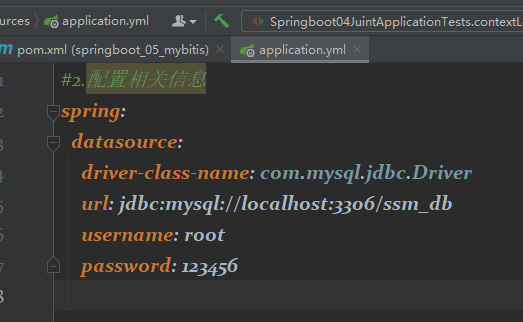 urces
application.yml
Springboot04JuintApplicationTests.contextL
pom.xml (springboot_05_mybitis)
application.yml
1 #2.配置相关信息
2 spring:
3 datasource:
4 driver-class-name: com.mysql.jdbc.Driver
5 url: jdbc:mysql://localhost:3306/ssm_db
6 username: root
7 password: 123456
8